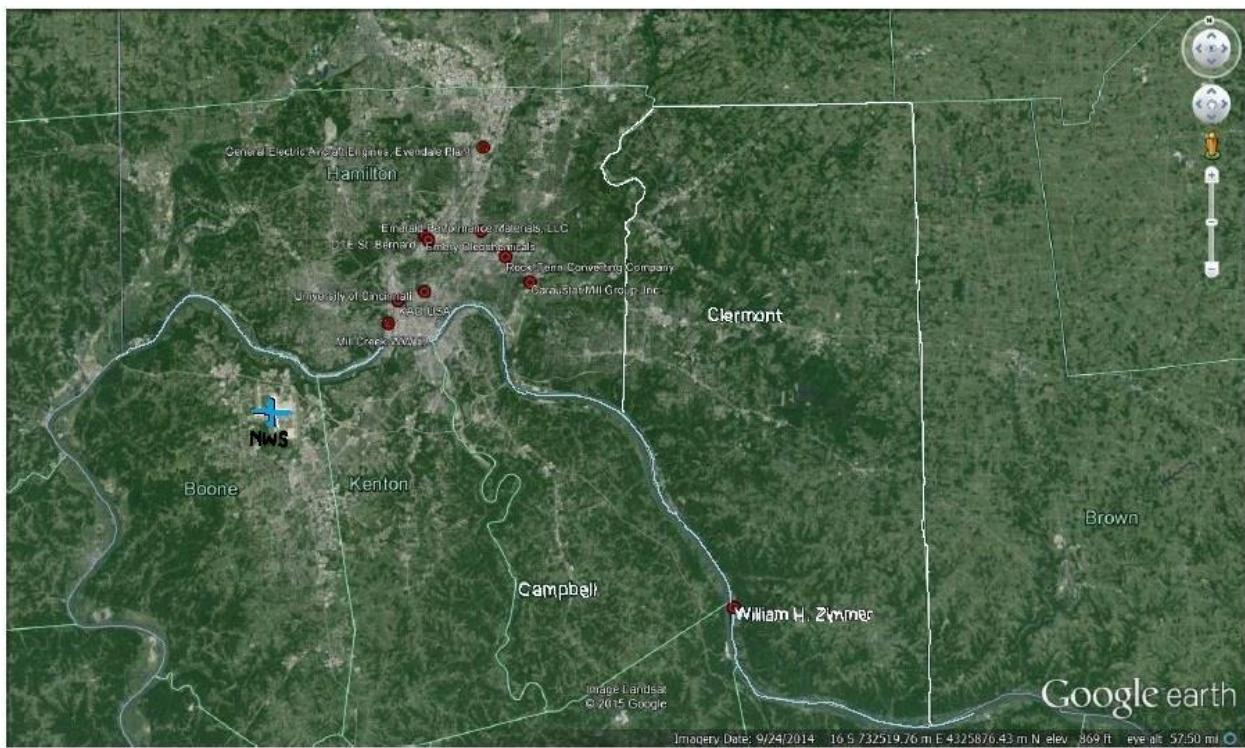 N
General Electric Aircraft Engines, Evendale Plant
Hamilton
Emerald Performance Materials, LLC
DTE St. Bernard
Emery Oleochemicals
Rock-Tenn Converting Company
Caraustar Mill Group Inc.
University of Cincinnati
KAO USA
Mill Creek WWTP
Clermont
NWS
Boone
Kenton
Campbell
Brown
William H. Zimmer
Image Landsat
© 2015 Google
Google earth
Imagery Date: 9/24/2014 16 S 732519.76 m E 4325876.43 m N elev 869 ft eye alt 57.50 mi